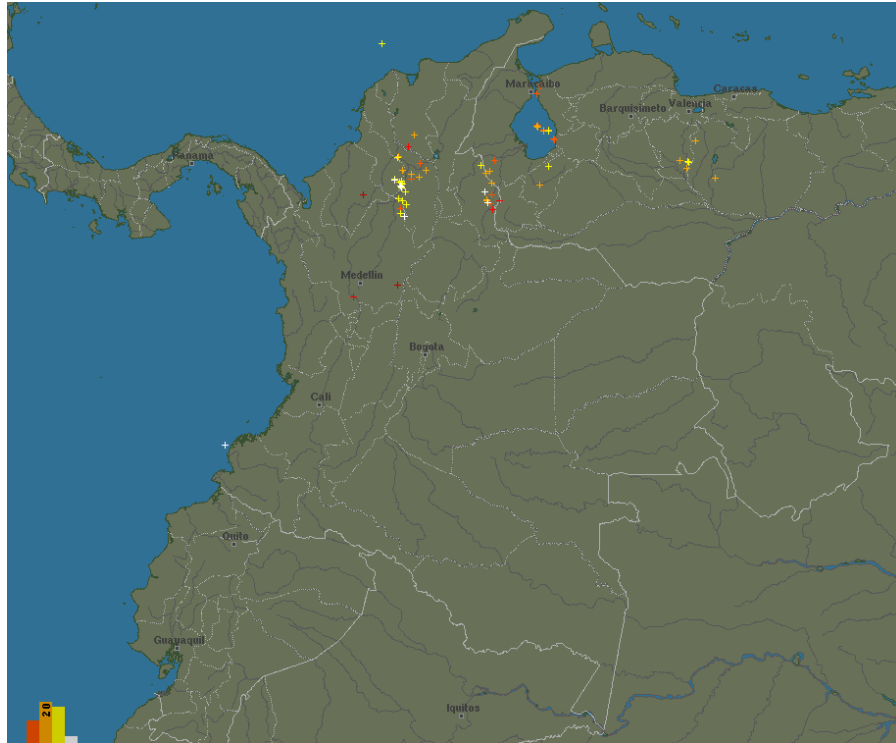 Maracaibo
Caracas
Barquisimeto
Valencia
Panama
Medellin
Bogota
Cali
Quito
Guayaquil
Iquitos
20